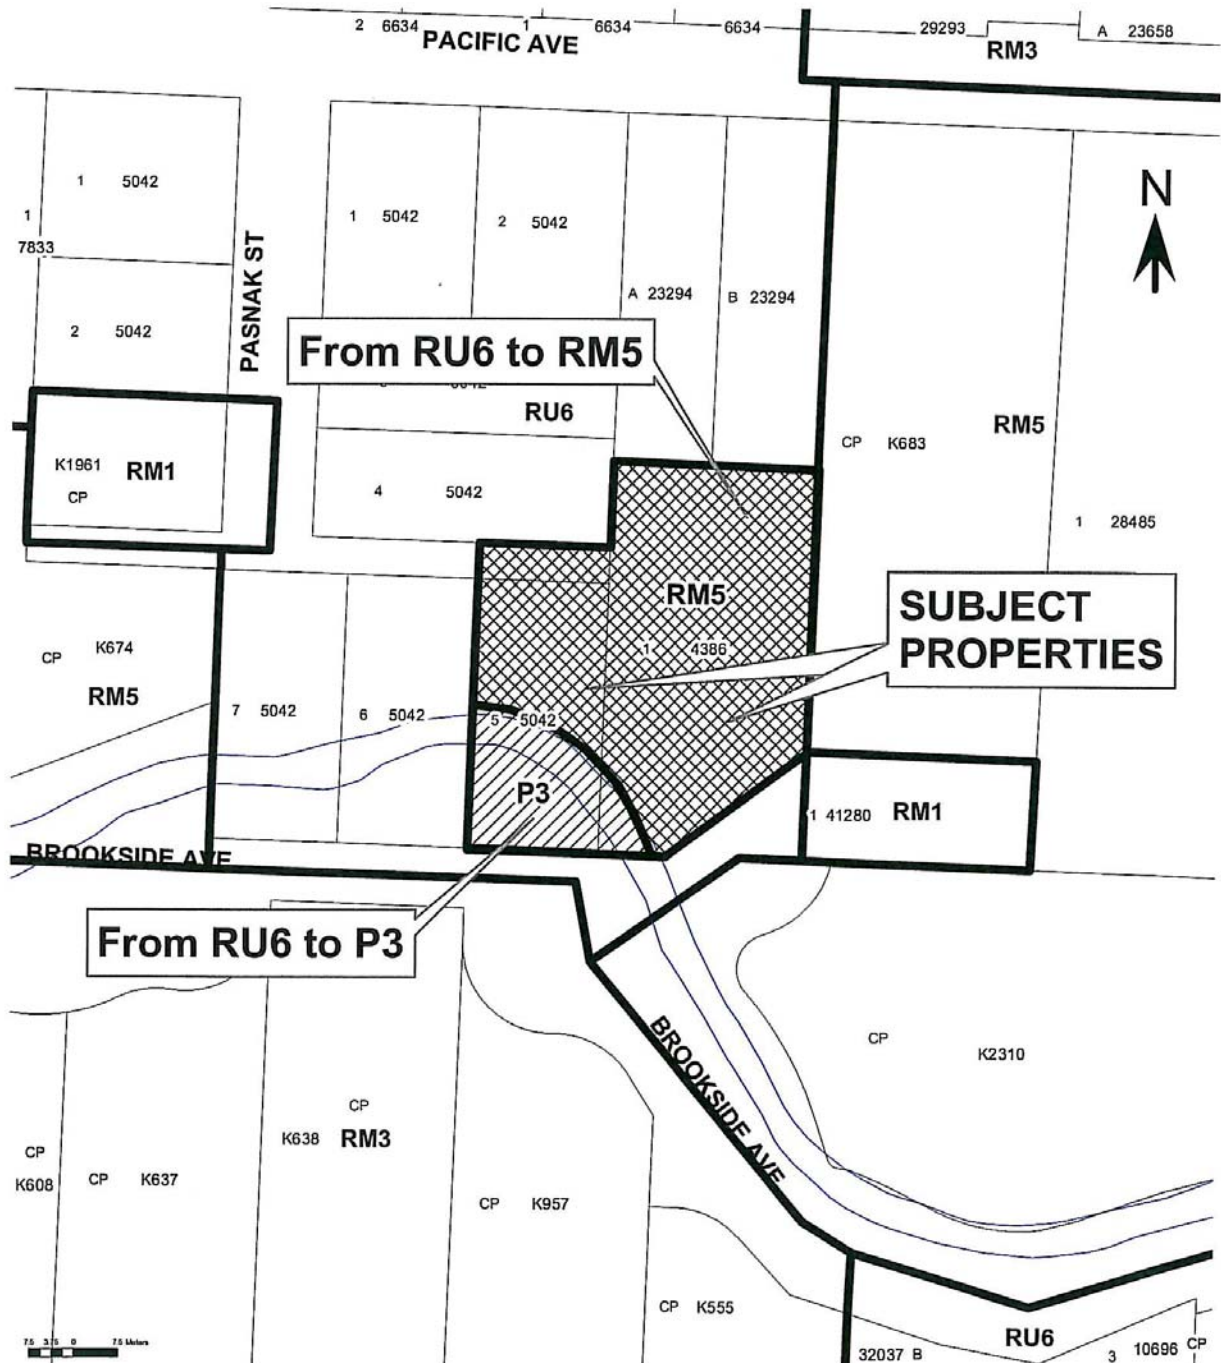 2 6634 1 6634 6634 29293 A 23658
PACIFIC AVE
RM3
1 5042
1 5042
2 5042
N
1
7833
PASNAK ST
A 23294
B 23294
2 5042
From RU6 to RM5
RU6
RM5
CP K683
K1961 RM1
CP
4 5042
1 28485
RM5
SUBJECT
PROPERTIES
1 4386
CP K674
RM5
7 5042
6 5042
5 5042
P3
1 41280 RM1
BROOKSIDE AVE
From RU6 to P3
BROOKSIDE AVE
CP K2310
CP
K638 RM3
CP
K608
CP K637
CP K957
CP K555
RU6
32037 B
3 10696 CP